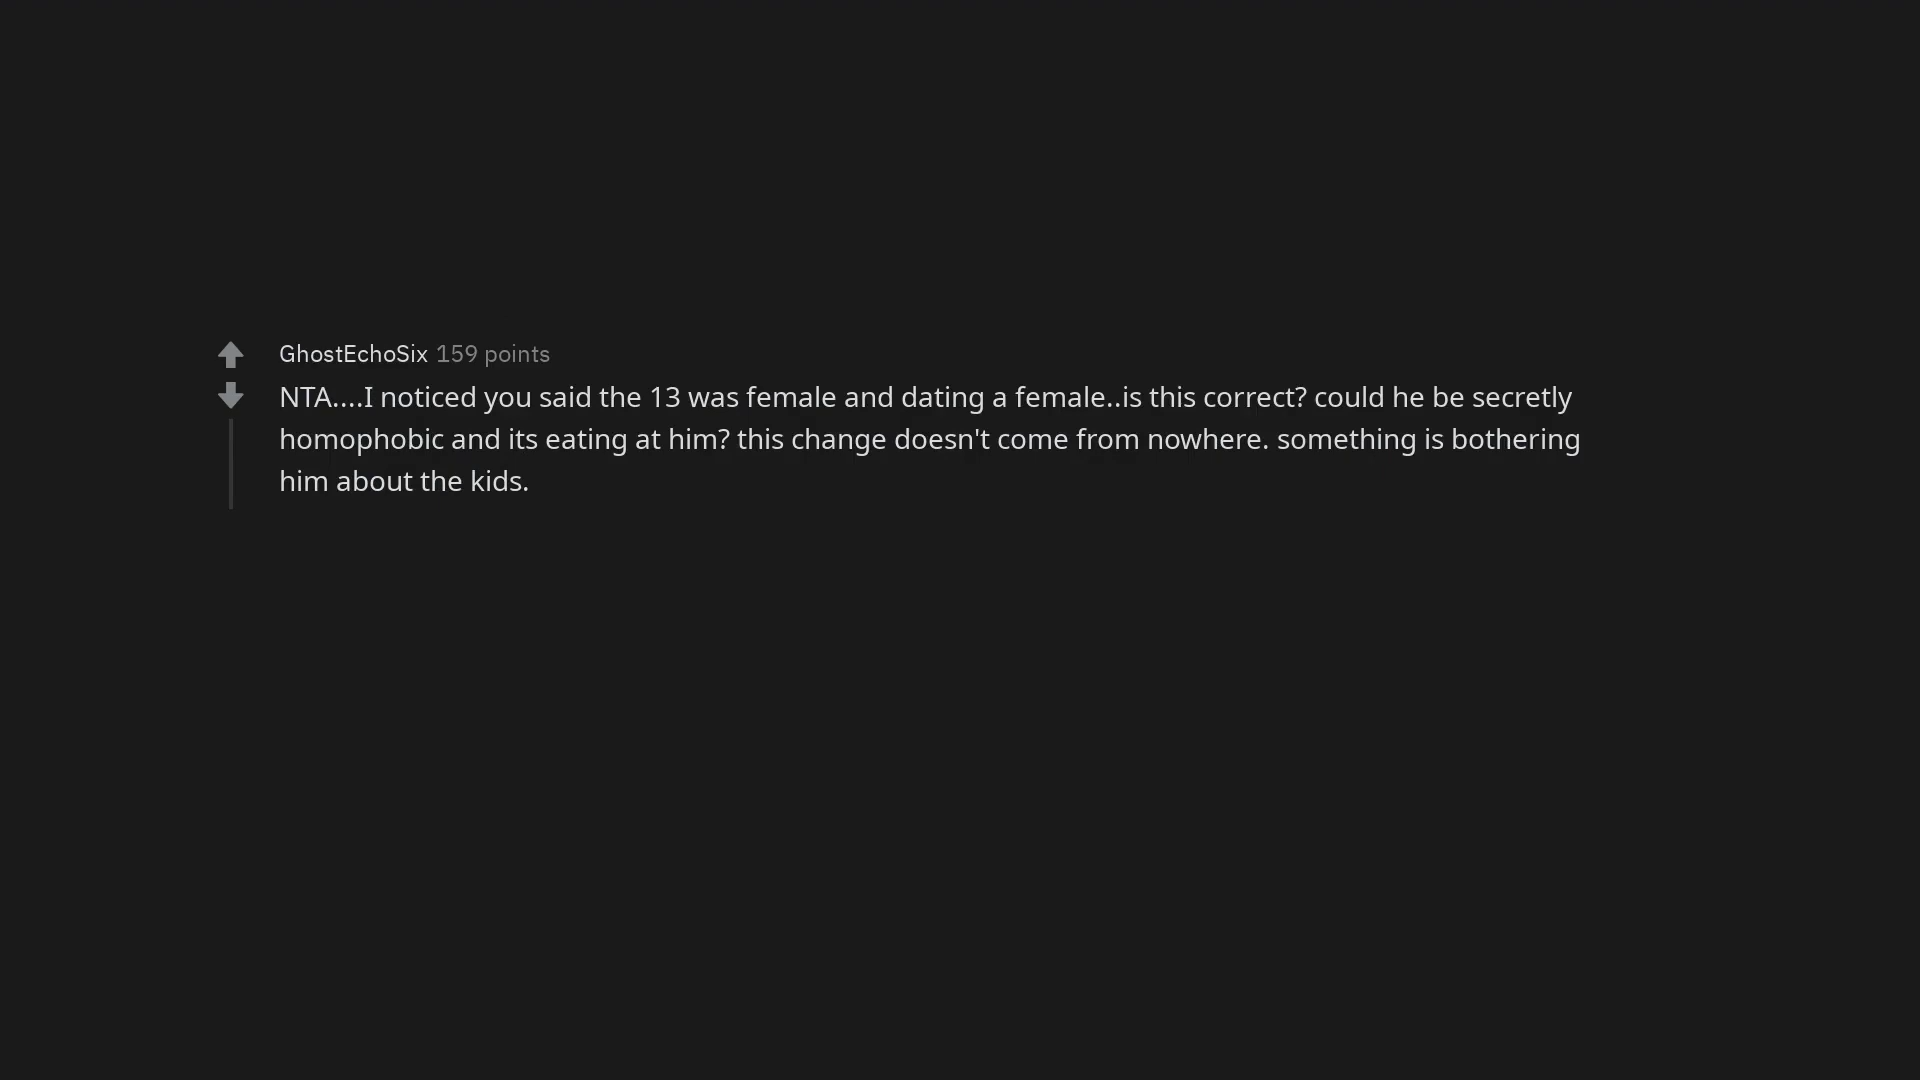 GhostEchoSix 159 points
NTA....I noticed you said the 13 was female and dating a female..is this correct? could he be secretly
homophobic and its eating at him? this change doesn't come from nowhere. something is bothering
him about the kids.